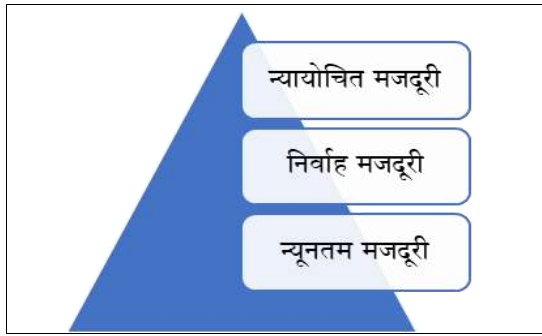 न्यायोचित मजदूरी
निर्वाह मजदूरी
न्यूनतम मजदूरी